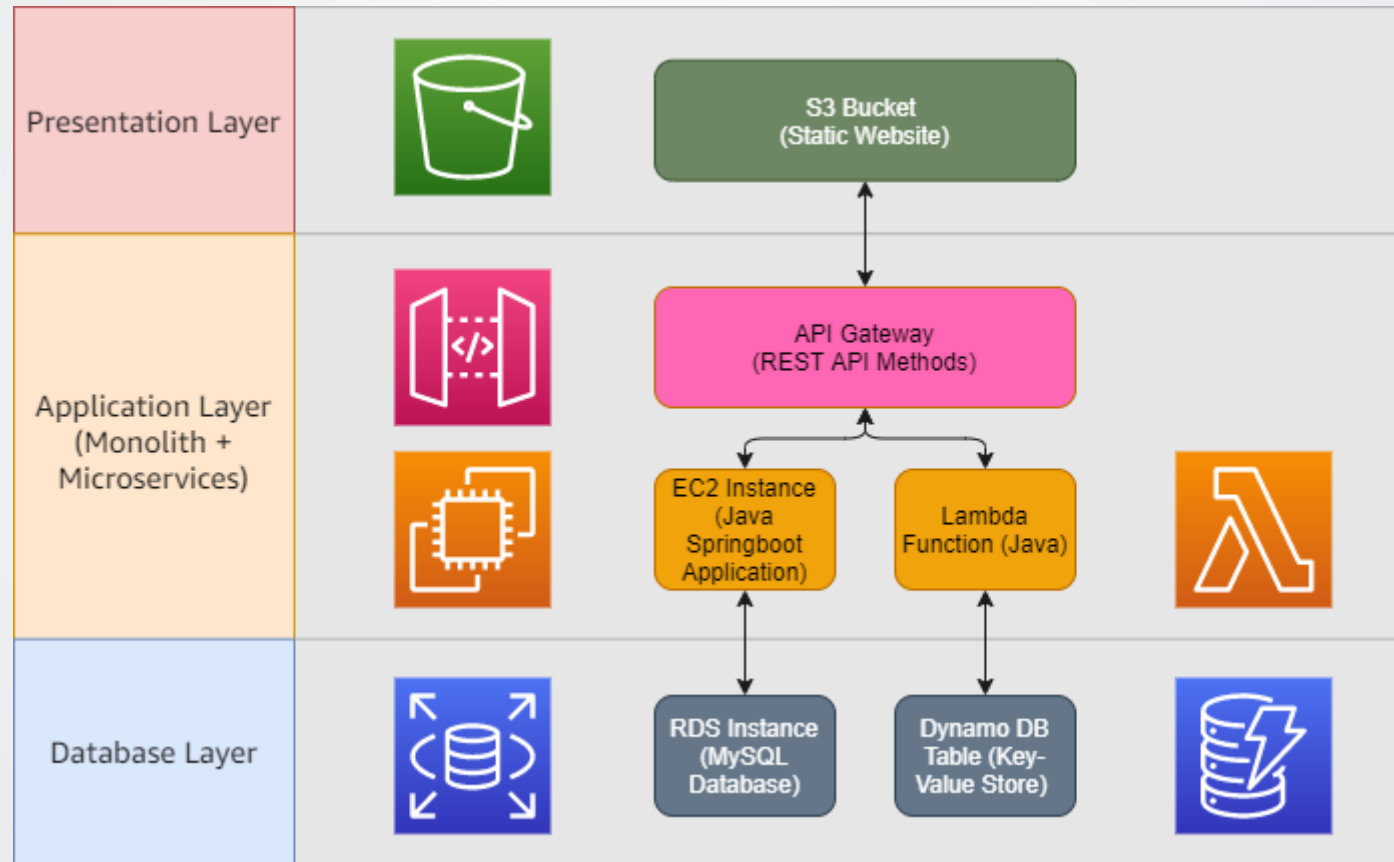 Presentation Layer
S3 Bucket
(Static Website)
Application Layer
(Monolith +
Microservices)
</>
API Gateway
(REST API Methods)
EC2 Instance
(Java
Springboot
Application)
Lambda
Function (Java)
Database Layer
RDS Instance
(MySQL
Database)
Dynamo DB
Table (Key-
Value Store)